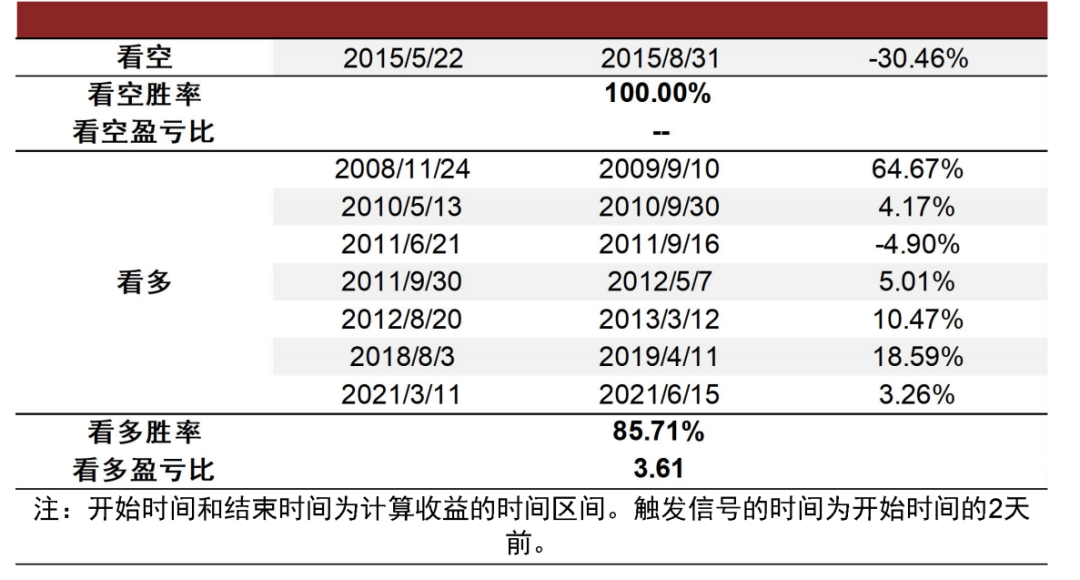 看空 2015/5/22 2015/8/31 -30.46%
看空胜率 100.00%
看空盈亏比 --
2008/11/24 2009/9/10 64.67%
2010/5/13 2010/9/30 4.17%
2011/6/21 2011/9/16 -4.90%
看多 2011/9/30 2012/5/7 5.01%
2012/8/20 2013/3/12 10.47%
2018/8/3 2019/4/11 18.59%
2021/3/11 2021/6/15 3.26%
看多胜率 85.71%
看多盈亏比 3.61
注：开始时间和结束时间为计算收益的时间区间。触发信号的时间为开始时间的2天
前。